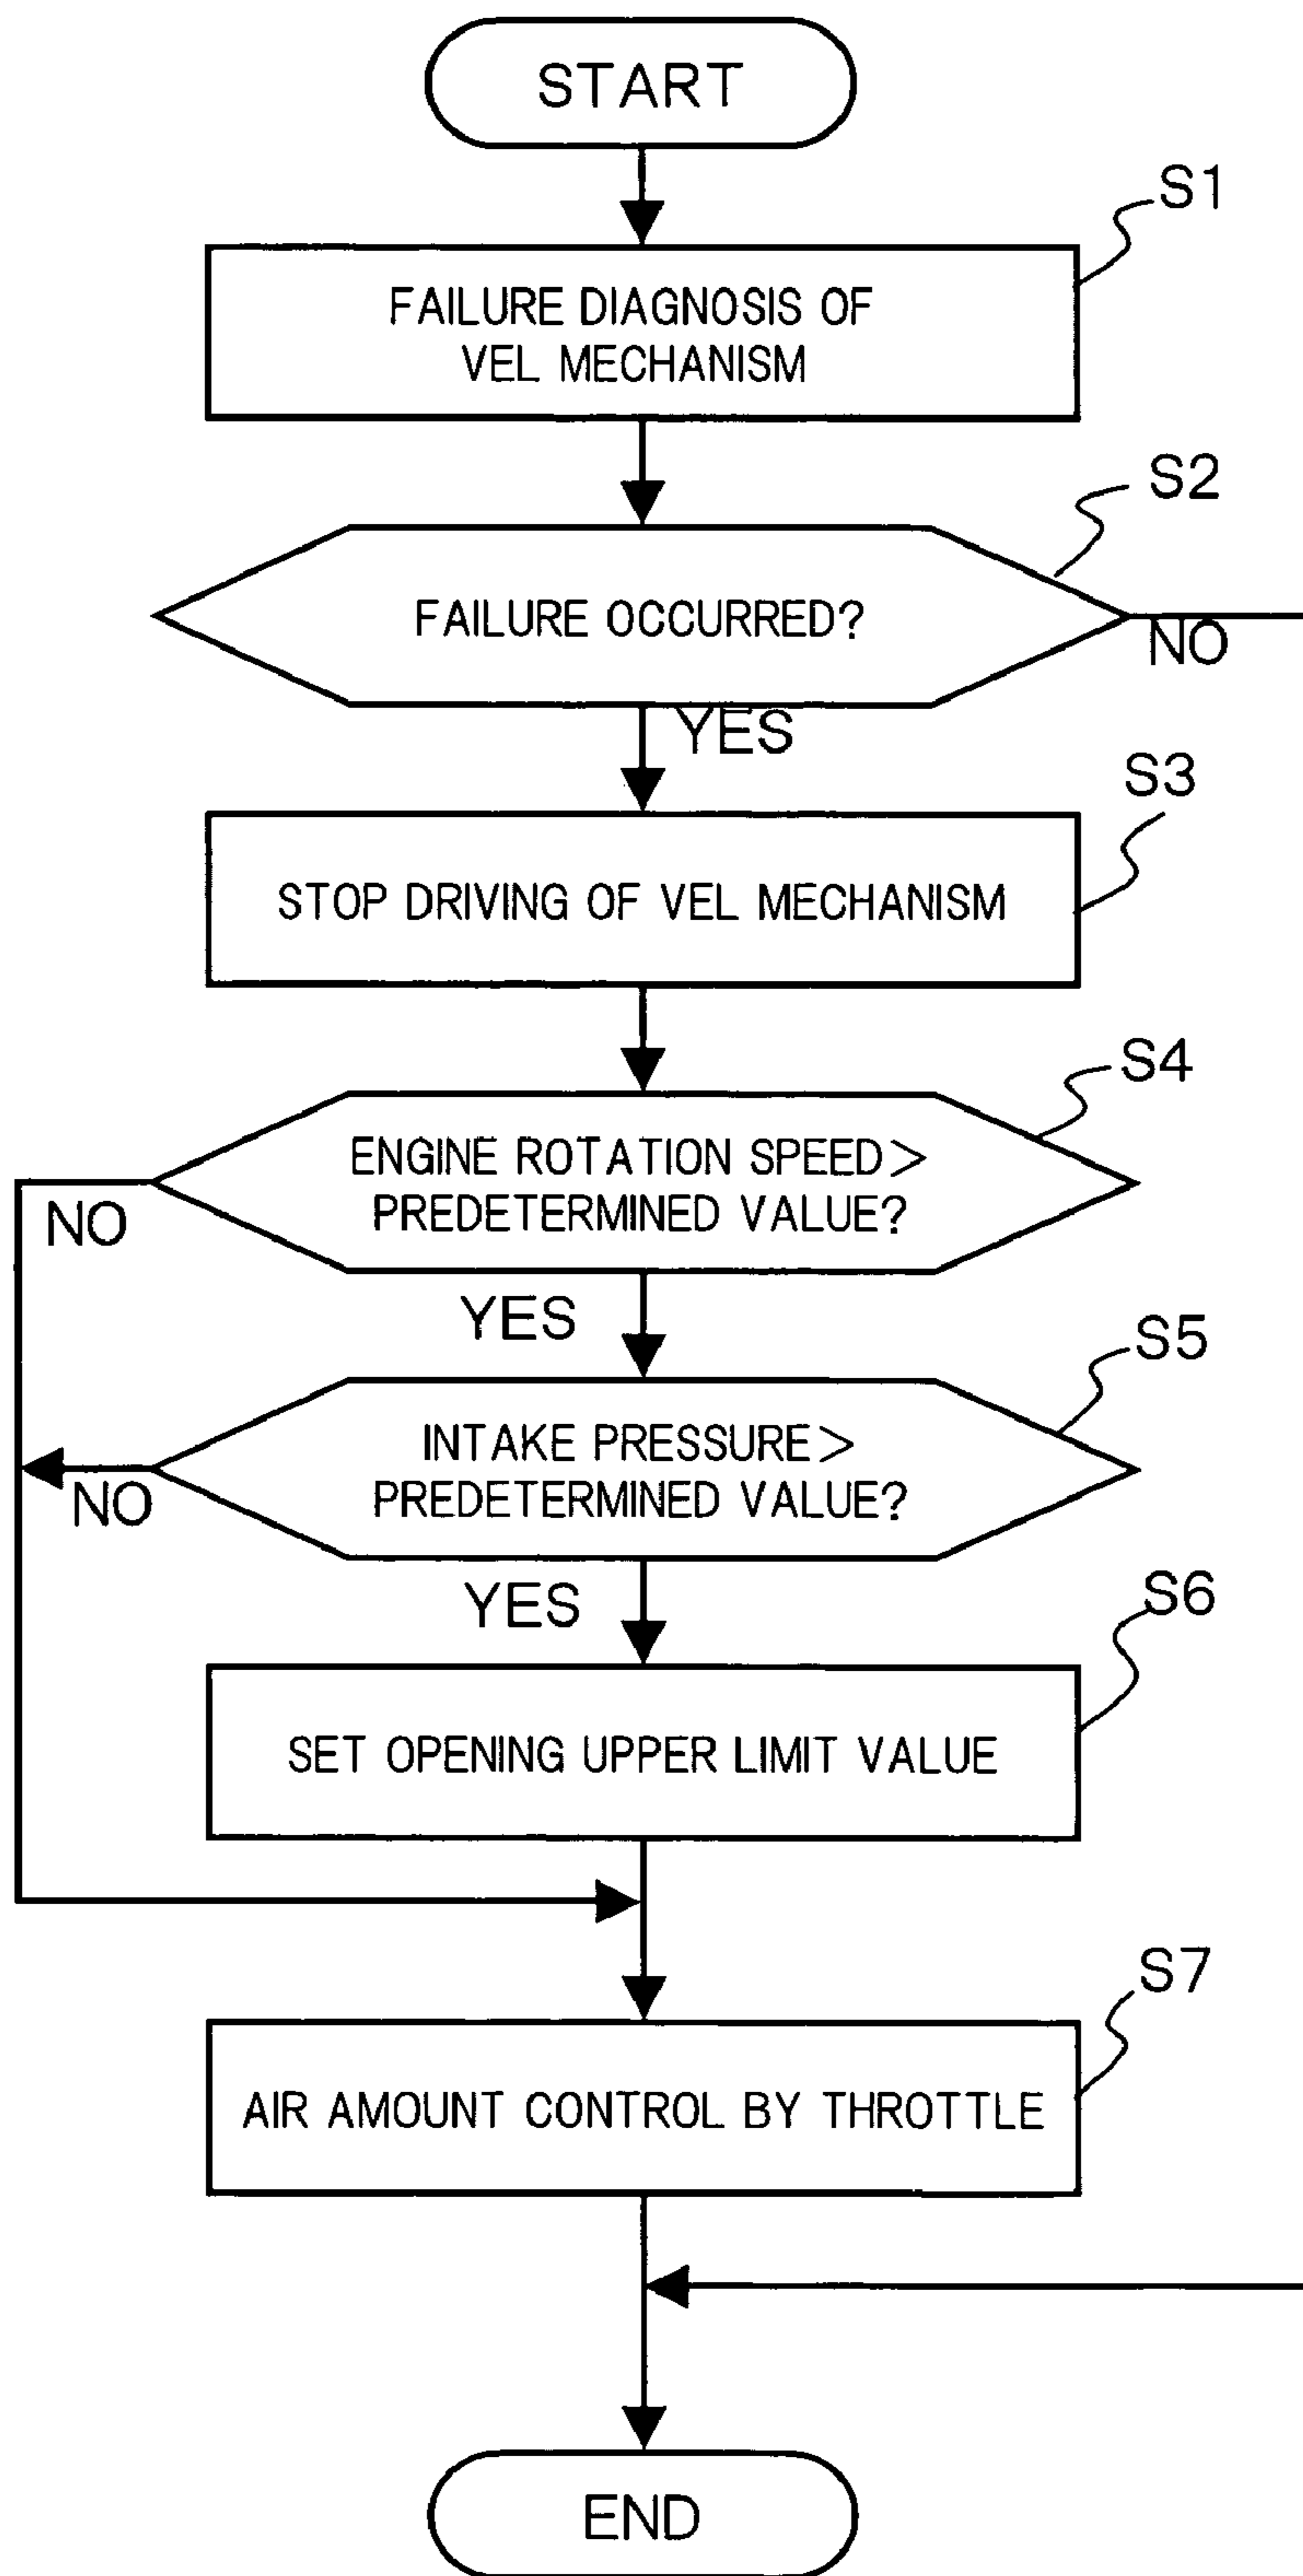 START
S1
FAILURE DIAGNOSIS OF
VEL MECHANISM
S2
FAILURE OCCURRED?
NO
YES
S3
STOP DRIVING OF VEL MECHANISM
S4
ENGINE ROTATION SPEED>
PREDETERMINED VALUE?
NO
YES
S5
INTAKE PRESSURE>
PREDETERMINED VALUE?
NO
YES
S6
SET OPENING UPPER LIMIT VALUE
S7
AIR AMOUNT CONTROL BY THROTTLE
END